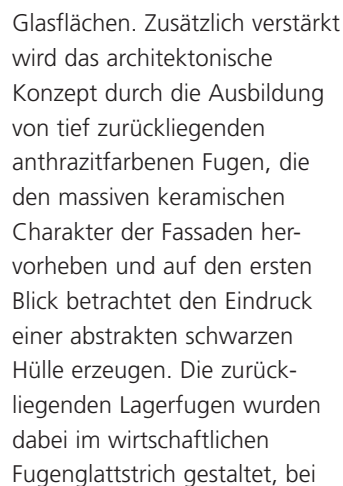 Glasflächen. Zusätzlich verstärkt
wird das architektonische
Konzept durch die Ausbildung
von tief zurückliegenden
anthrazitfarbenen Fugen, die
den massiven keramischen
Charakter der Fassaden her-
vorheben und auf den ersten
Blick betrachtet den Eindruck
einer abstrakten schwarzen
Hülle erzeugen. Die zurück-
liegenden Lagerfugen wurden
dabei im wirtschaftlichen
Fugenglattstrich gestaltet, bei